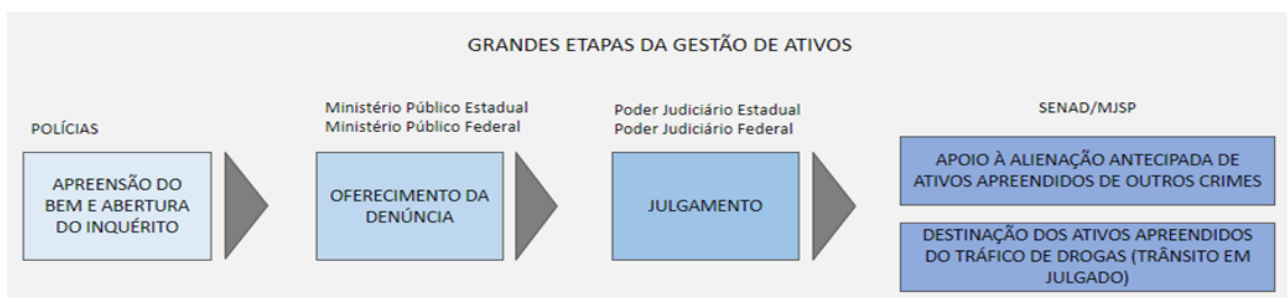 GRANDES ETAPAS DA GESTÃO DE ATIVOS
POLÍCIAS
APREENSÃO DO
BEM E ABERTURA
DO INQUÉRITO
Ministério Público Estadual
Ministério Público Federal
OFERECIMENTO DA
DENÚNCIA
Poder Judiciário Estadual
Poder Judiciário Federal
JULGAMENTO
SENAD/MJSP
APOIO À ALIENAÇÃO ANTECIPADA DE
ATIVOS APREENDIDOS DE OUTROS CRIMES
DESTINAÇÃO DOS ATIVOS APREENDIDOS
DO TRÁFICO DE DROGAS (TRÂNSITO EM
JULGADO)